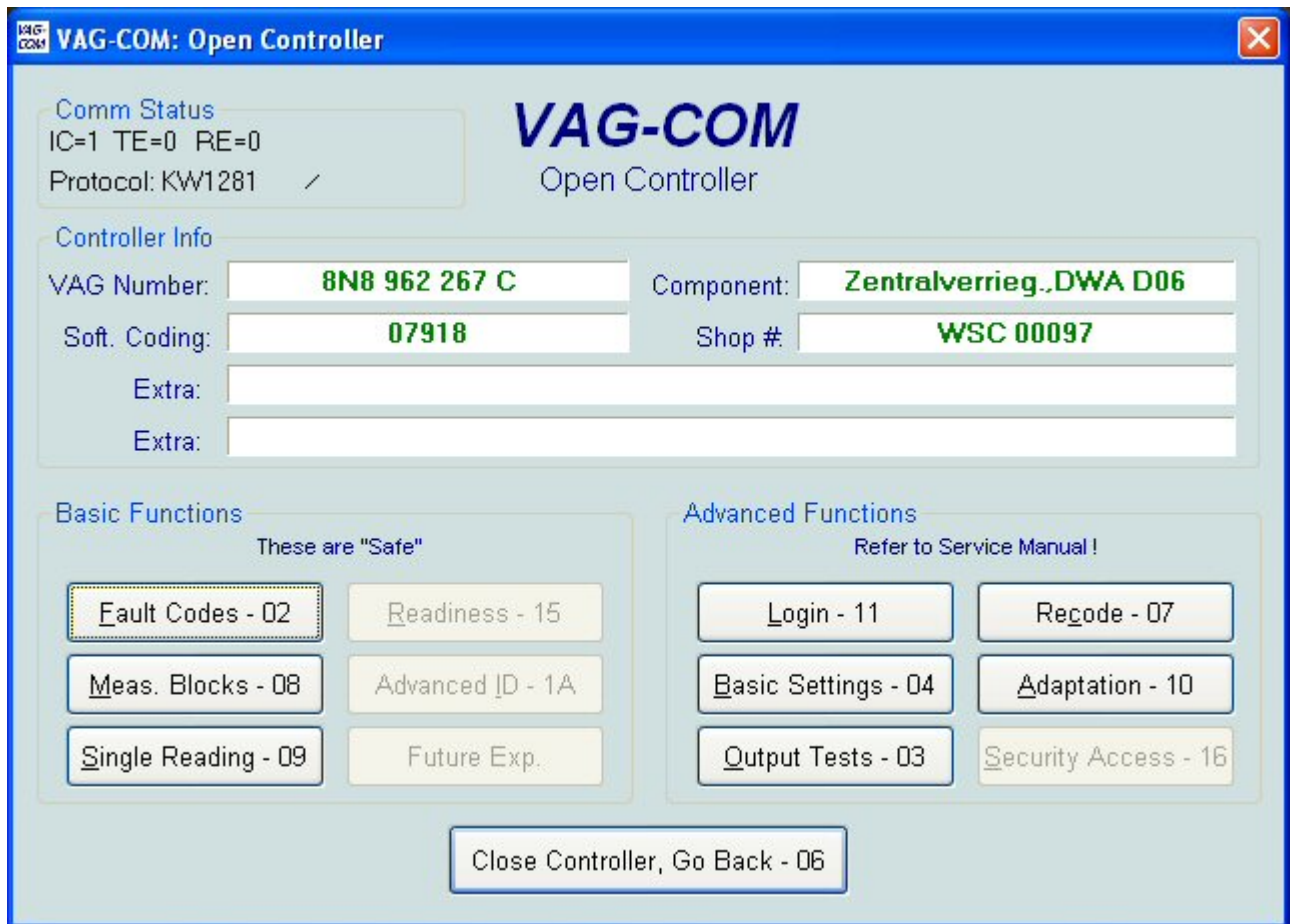 VAG-COM VAG-COM: Open Controller
Comm Status
IC=1 TE=0 RE=0
Protocol: KW1281 /
VAG-COM
Open Controller
Controller Info
VAG Number: 8N8 962 267 C Component: Zentralverrieg.,DWA D06
Soft. Coding: 07918 Shop #: WSC 00097
Extra:
Extra:
Basic Functions
These are "Safe"
Fault Codes - 02 Readiness - 15
Meas. Blocks - 08 Advanced ID - 1A
Single Reading - 09 Future Exp.
Advanced Functions
Refer to Service Manual !
Login - 11 Recode - 07
Basic Settings - 04 Adaptation - 10
Output Tests - 03 Security Access - 16
Close Controller, Go Back - 06